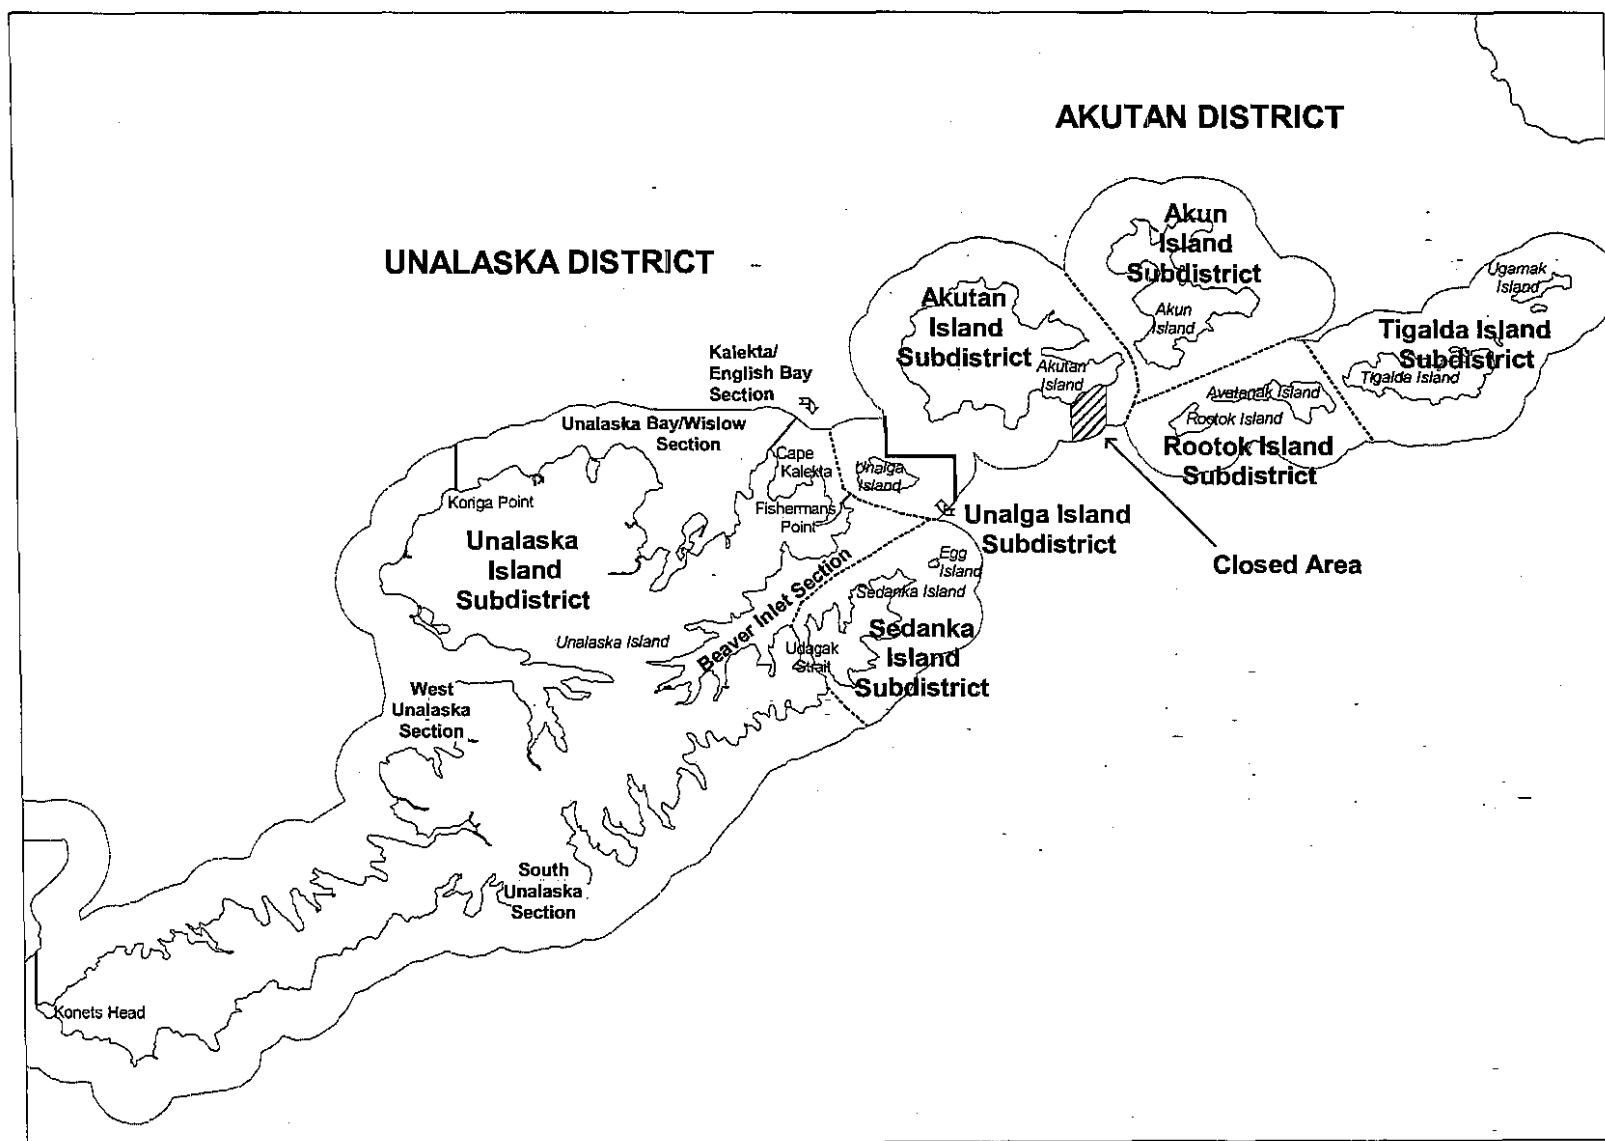 AKUTAN DISTRICT
UNALASKA DISTRICT
Akun
Island
Subdistrict
Akun
Island
Ugamak
Island
Akutan
Island
Subdistrict
Akutan
Island
Tigalda Island
Subdistrict
Tigalda Island
Kalekta/
English Bay
Section
Avatanak Island
Rootok Island
Rootok Island
Subdistrict
Unalaska Bay/Wislow
Section
Cape
Kalekta
Unalga
Island
Koriga Point
Fishermans
Point
Unalga Island
Subdistrict
Unalaska
Island
Subdistrict
Egg
Island
Closed Area
Sedanka Island
Beaver Inlet Section
Unalaska Island
Udagak
Strait
Sedanka
Island
Subdistrict
West
Unalaska
Section
South
Unalaska
Section
Konets Head